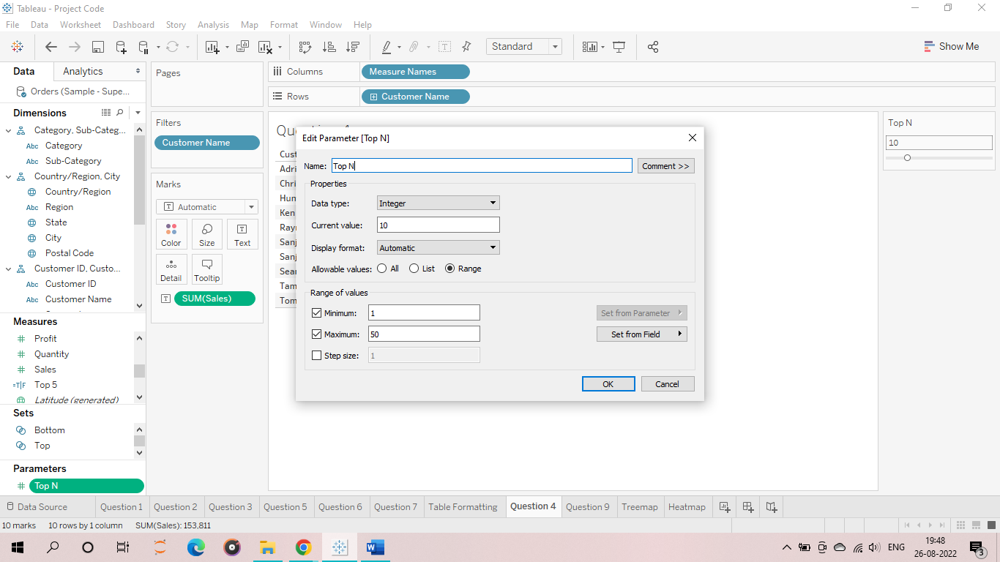 Tableau - Project Code
File Data Worksheet Dashboard Story Analysis Map Format Window Help
Standard
Show Me
Data Analytics
Orders (Sample - Supe...
Dimensions
Category, Sub-Categ...
Abc Category
Abc Sub-Category
Country/Region, City
Country/Region
Abc Region
State
City
Postal Code
Customer ID, Custo...
Abc Customer ID
Abc Customer Name
Measures
# Profit
# Quantity
# Sales
=T|F Top 5
Latitude (generated)
Sets
Bottom
Top
Parameters
# Top N
Pages
Filters
Customer Name
Marks
Automatic
Color Size Text
Detail Tooltip
SUM(Sales)
Columns Measure Names
Rows Customer Name
Cust
Adri
Chri
Hun
Ken
Rayn
Sanj
Sanj
Sear
Tam
Tom
Edit Parameter [Top N]
Name: Top N Comment >>
Properties
Data type: Integer
Current value: 10
Display format: Automatic
Allowable values: All List Range
Range of values
Minimum: 1 Set from Parameter
Maximum: 50 Set from Field
Step size: 1
OK Cancel
Top N
10
Data Source Question 1 Question 2 Question 3 Question 5 Question 6 Question 7 Table Formatting Question 4 Question 9 Treemap Heatmap
10 marks 10 rows by 1 column SUM(Sales): 153,811
ENG 19:48
26-08-2022
3